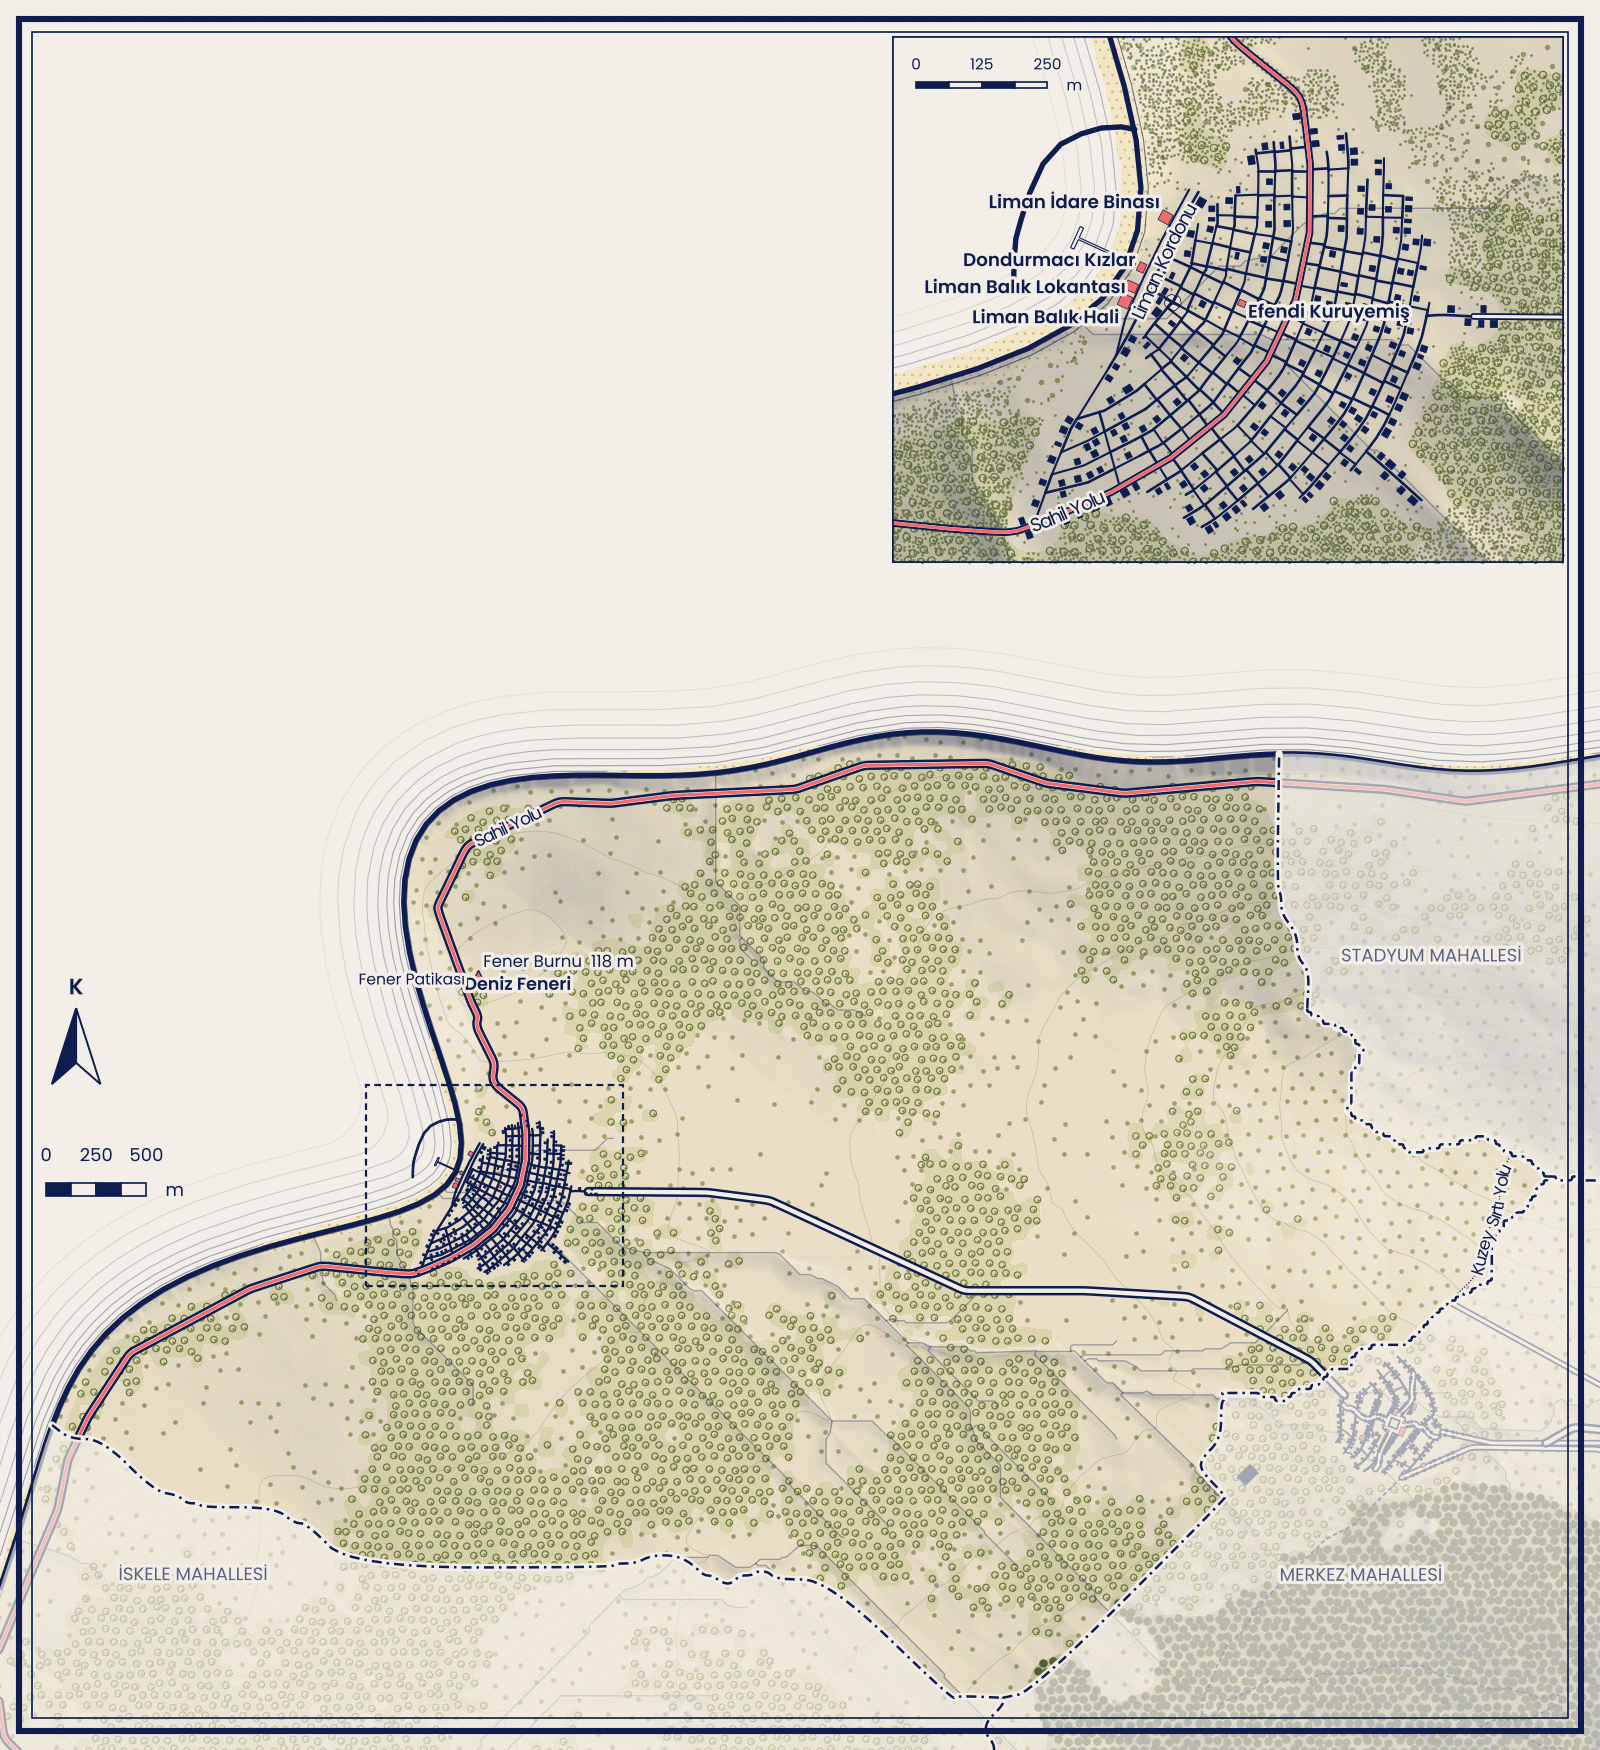 0 125 250
m
Liman İdare Binası
Liman Kordonu
Dondurmacı Kızlar
Liman Balık Lokantası
Efendi Kuruyemiş
Liman Balık Hali
Sahil Yolu
Sahil Yolu
STADYUM MAHALLESİ
Fener Burnu 118 m
Fener Patikası
Deniz Feneri
K
0 250 500
m
Kuzey Sırtı Yolu
İSKELE MAHALLESİ
MERKEZ MAHALLESİ